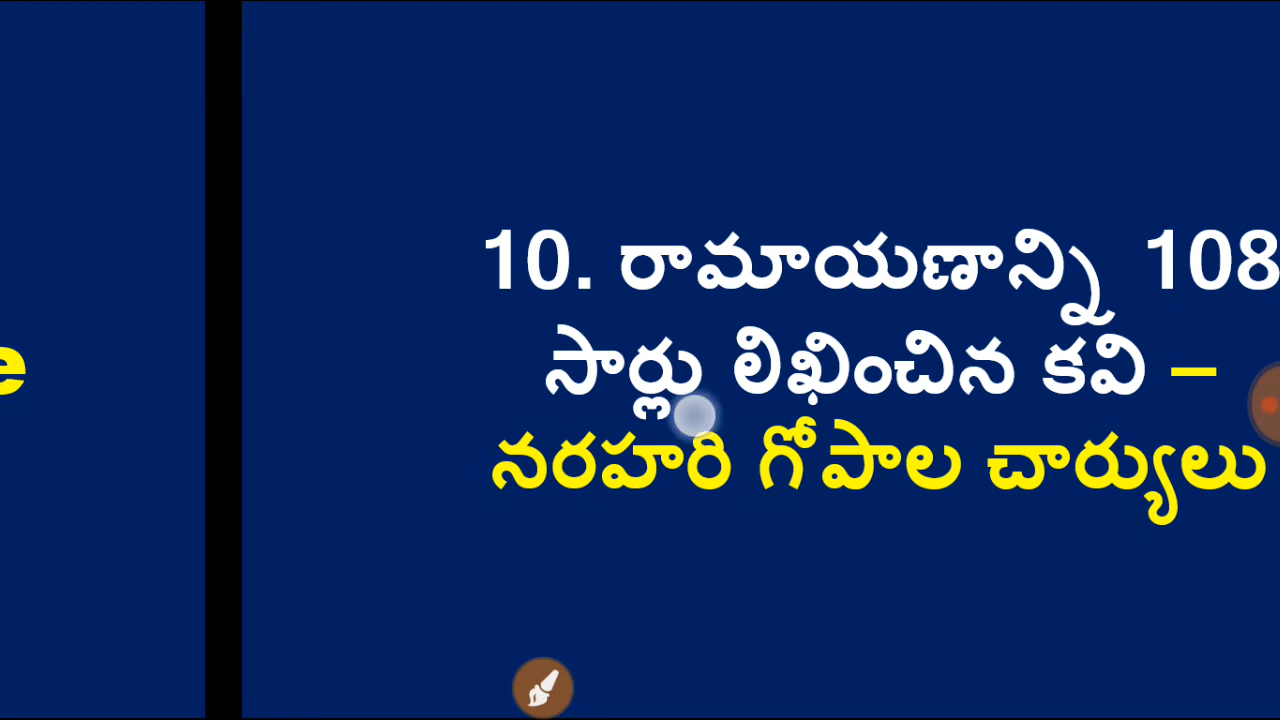 e
10. రామాయణాన్ని 108
సార్లు లిఖించిన కవి –
నరహరి గోపాల చార్యులు